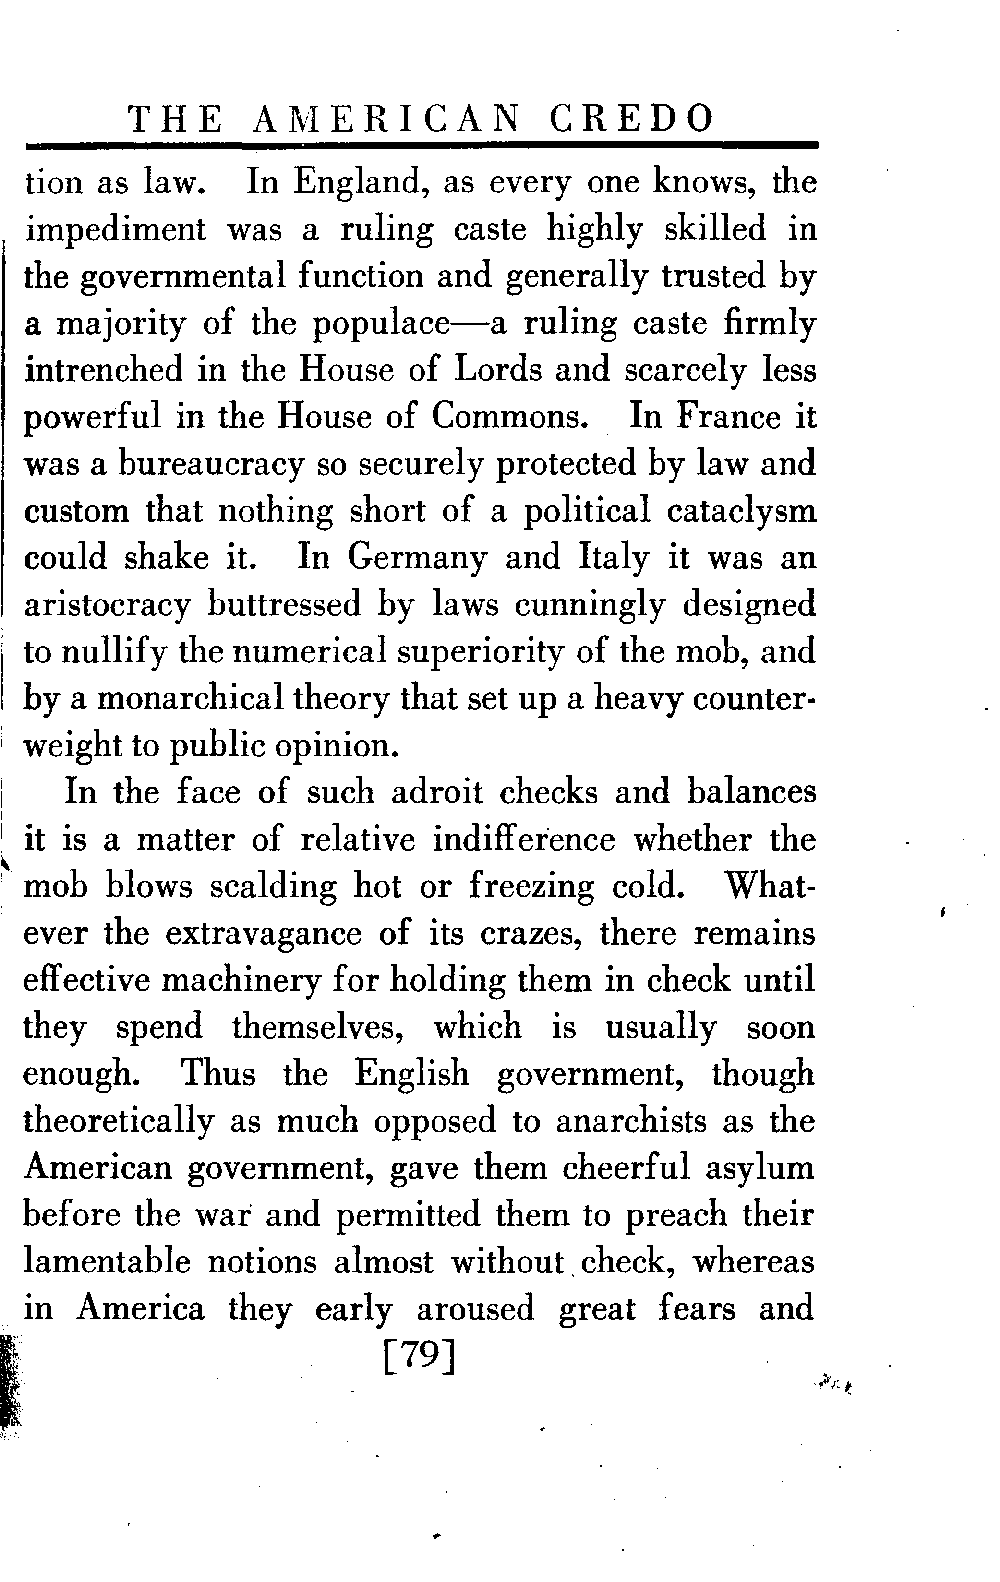 THE AMERICAN CREDO
tion as law. In England, as every one knows, the
impediment was a ruling caste highly skilled in
the governmental function and generally trusted by
a majority of the populace—a ruling caste firmly
intrenched in the House of Lords and scarcely less
powerful in the House of Commons. In France it
was a bureaucracy so securely protected by law and
custom that nothing short of a political cataclysm
could shake it. In Germany and Italy it was an
aristocracy buttressed by laws cunningly designed
to nullify the numerical superiority of the mob, and
by a monarchical theory that set up a heavy counter-
weight to public opinion.
In the face of such adroit checks and balances
it is a matter of relative indifference whether the
mob blows scalding hot or freezing cold. What-
ever the extravagance of its crazes, there remains
effective machinery for holding them in check until
they spend themselves, which is usually soon
enough. Thus the English government, though
theoretically as much opposed to anarchists as the
American government, gave them cheerful asylum
before the war and permitted them to preach their
lamentable notions almost without check, whereas
in America they early aroused great fears and
[79]